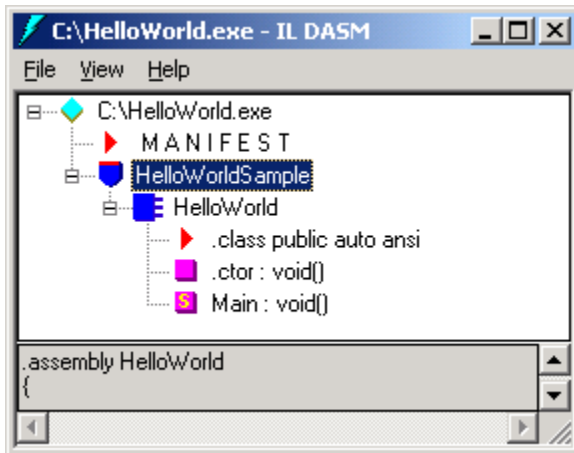 C:\HelloWorld.exe - IL DASM
File View Help
C:\HelloWorld.exe
M A N I F E S T
HelloWorldSample
HelloWorld
.class public auto ansi
.ctor : void()
S Main : void()
.assembly HelloWorld
{